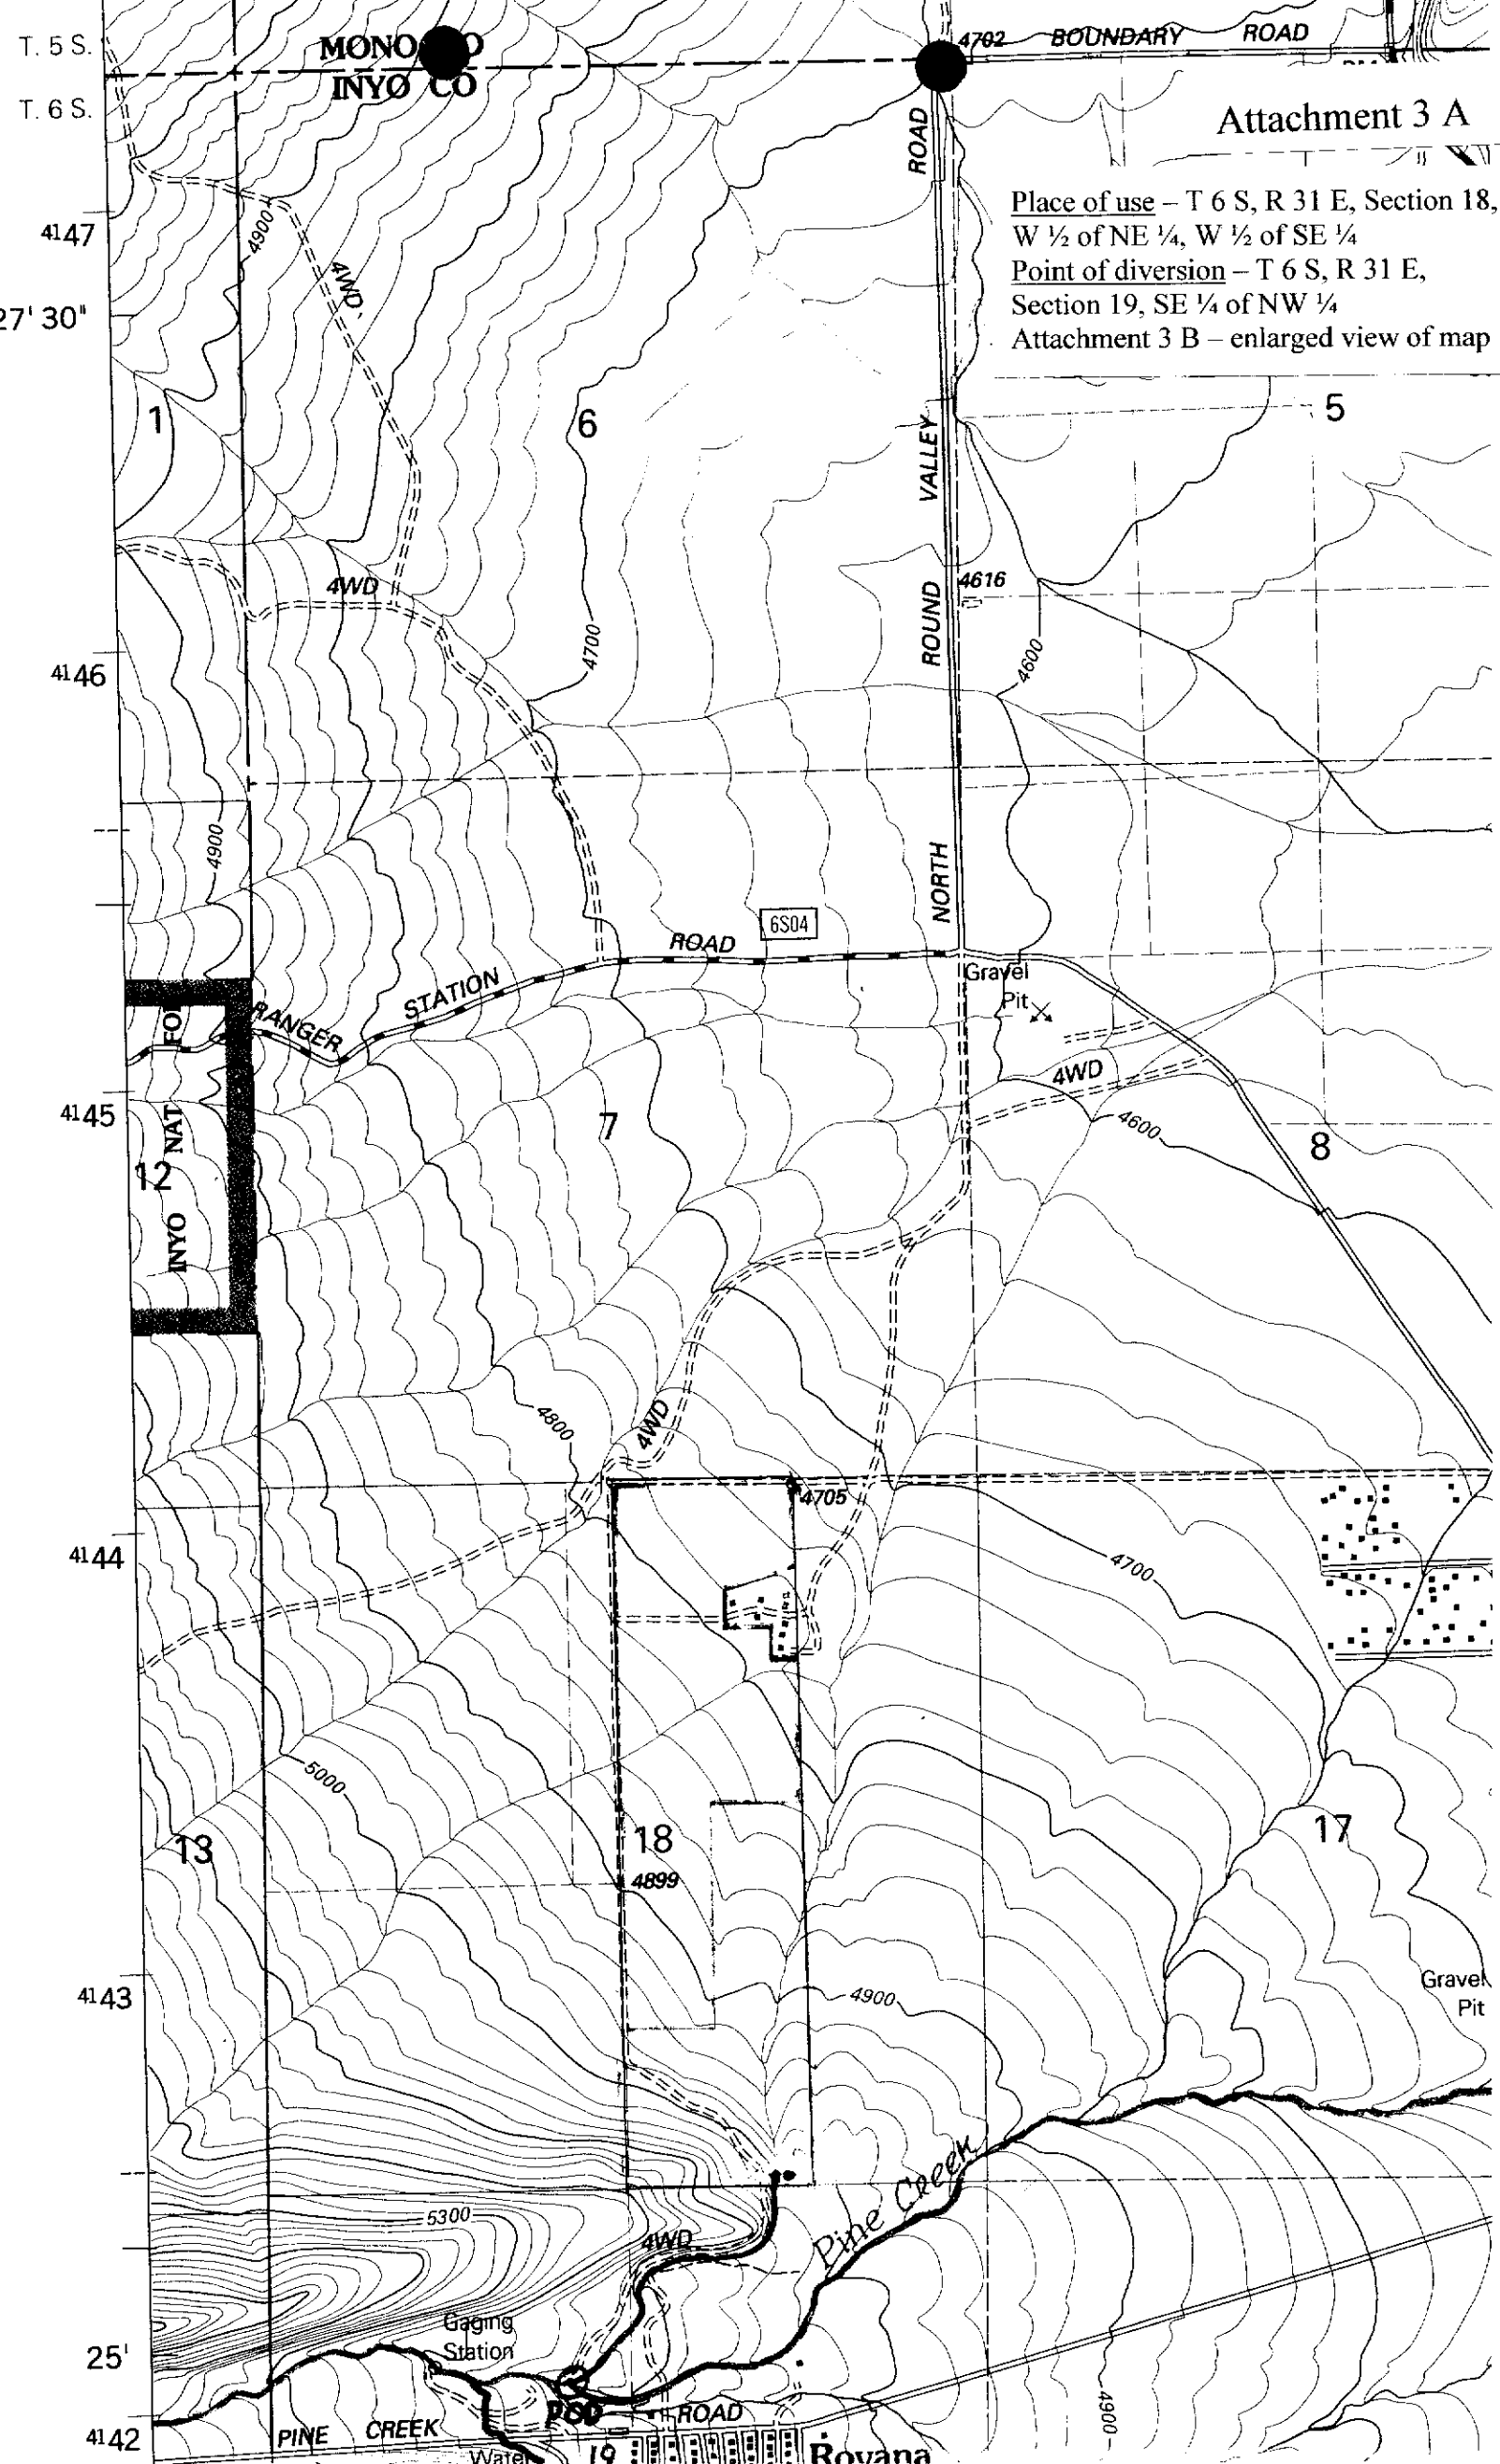 T. 5 S.
MONO
4702 BOUNDARY ROAD
INYO CO
T. 6 S.
Attachment 3 A
ROAD
Place of use – T 6 S, R 31 E, Section 18,
W ½ of NE ¼, W ½ of SE ¼
Point of diversion – T 6 S, R 31 E,
Section 19, SE ¼ of NW ¼
Attachment 3 B – enlarged view of map
4147
4900
4WD
27' 30"
1
6
5
VALLEY
4WD
4616
ROUND
4700
4600
4146
4900
NORTH
6S04
ROAD
STATION
RANGER
Gravel
Pit
FO
4WD
4145
NAT
7
4600
8
12
INYO
4800
4WD
4705
4144
4700
5000
13
18
17
4899
4143
4900
Gravel
Pit
Pine Creek
5300
4WD
Gaging
Station
25'
POD
ROAD
4900
4142
PINE CREEK
Water
19
Rovana